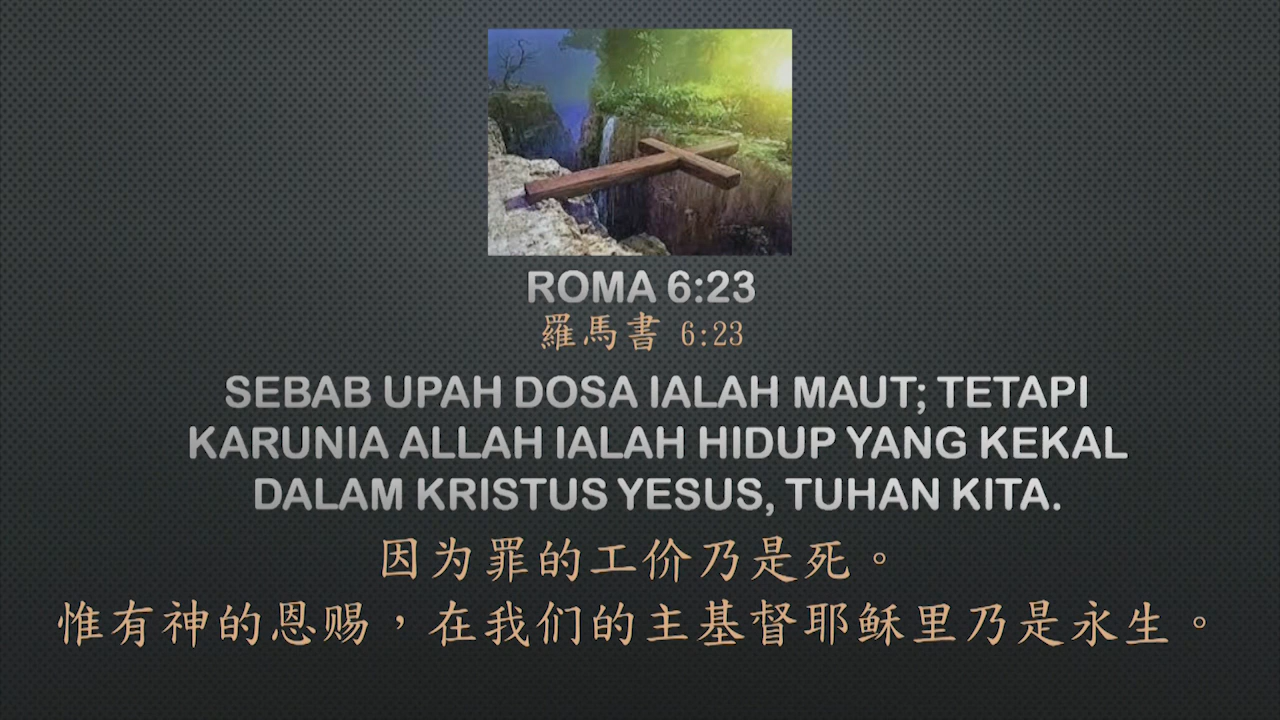 ROMA 6:23
羅馬書 6:23
SEBAB UPAH DOSA IALAH MAUT; TETAPI
KARUNIA ALLAH IALAH HIDUP YANG KEKAL
DALAM KRISTUS YESUS, TUHAN KITA.
因为罪的工价乃是死。
惟有神的恩赐，在我们的主基督耶稣里乃是永生。